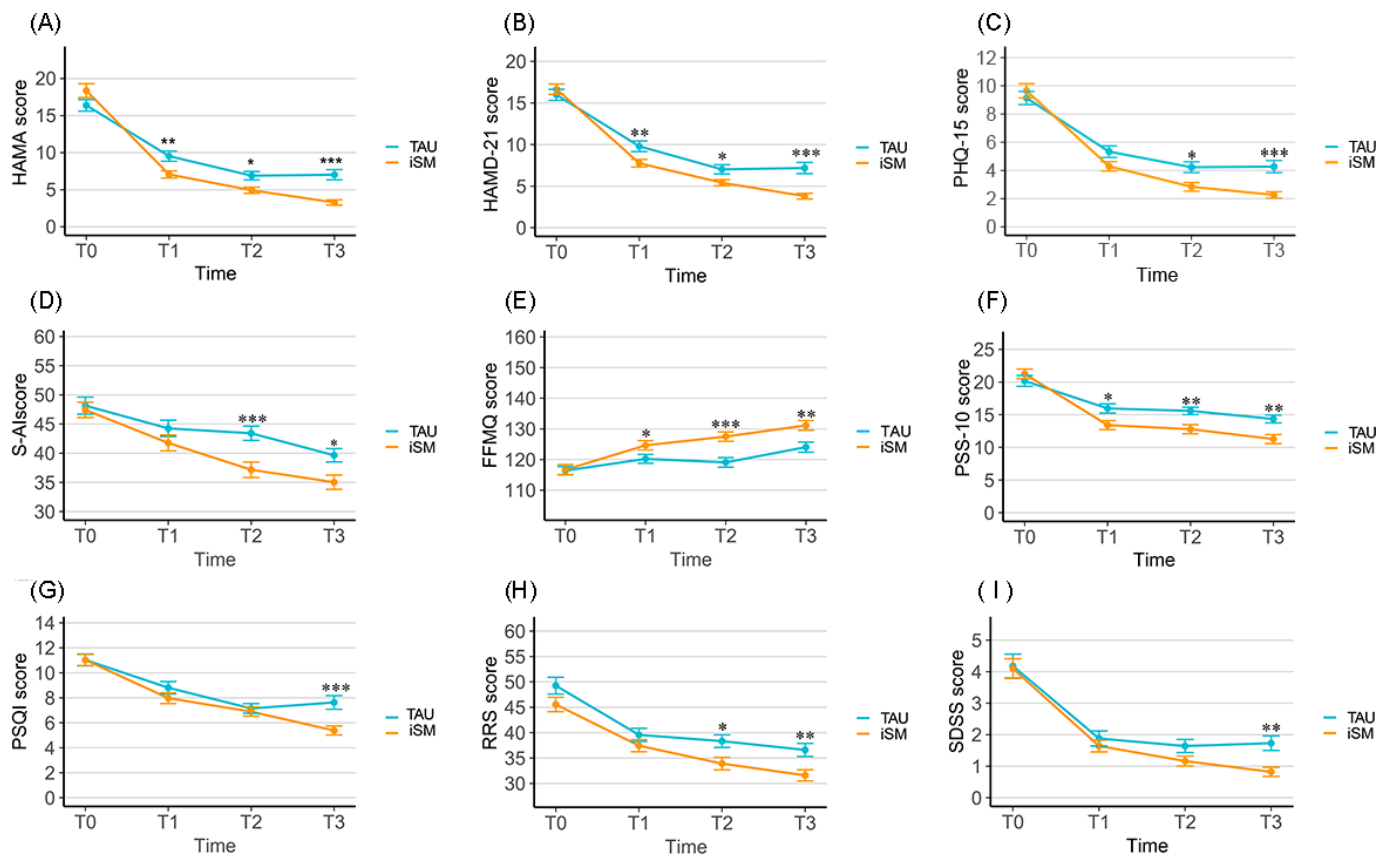 (A)
HAMA score
20
15
10
5
0
** * ***
T0 T1 T2 T3
Time
TAU
iSM
(B)
HAMD-21 score
20
15
10
5
0
** * ***
T0 T1 T2 T3
Time
TAU
iSM
(C)
PHQ-15 score
12
10
8
6
4
2
0
* ***
T0 T1 T2 T3
Time
TAU
iSM
(D)
S-AIscore
60
55
50
45
40
35
30
*** *
T0 T1 T2 T3
Time
TAU
iSM
(E)
FFMQ score
160
150
140
130
120
110
* *** **
T0 T1 T2 T3
Time
TAU
iSM
(F)
PSS-10 score
25
20
15
10
5
0
* ** **
T0 T1 T2 T3
Time
TAU
iSM
(G)
PSQI score
14
12
10
8
6
4
2
0
***
T0 T1 T2 T3
Time
TAU
iSM
(H)
RRS score
60
55
50
45
40
35
30
* **
T0 T1 T2 T3
Time
TAU
iSM
(I)
SDSS score
5
4
3
2
1
0
**
T0 T1 T2 T3
Time
TAU
iSM